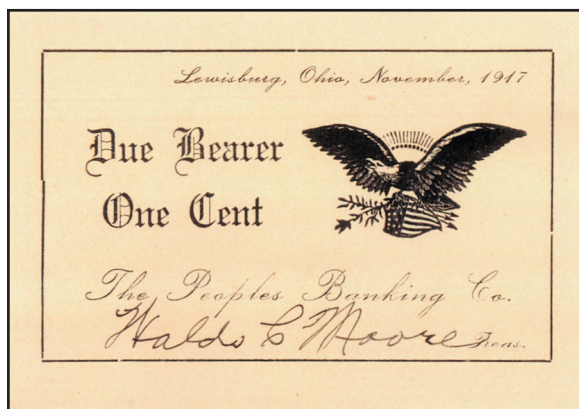 Lewisburg, Ohio, November, 1917
Due Bearer
One Cent
The Peoples Banking Co.
Waldo C Moore Treas.